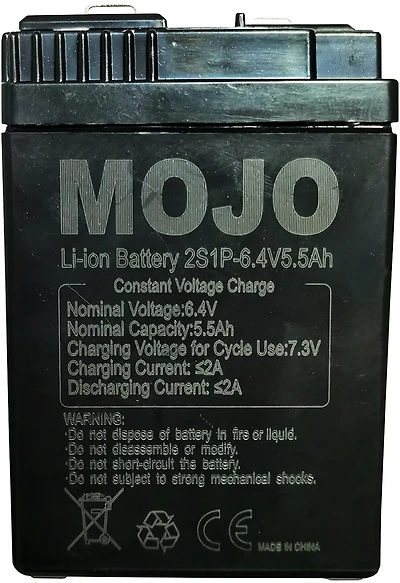 MOJO
Li-ion Battery 2S1P-6.4V5.5Ah
Constant Voltage Charge
Nominal Voltage:6.4V
Nominal Capacity:5.5Ah
Charging Voltage for Cycle Use:7.3V
Charging Current: ≤2A
Discharging Current: ≤2A
WARNING:
·Do not dispose of battery in fire or liquid.
·Do not disassemble or modify.
·Do not short-circuit the battery.
·Do not subject to strong mechanical shocks.
CE MADE IN CHINA